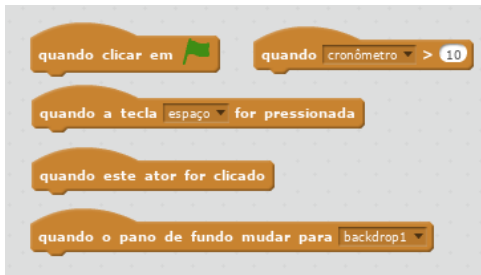 quando clicar em
quando cronômetro > 10
quando a tecla espaço for pressionada
quando este ator for clicado
quando o pano de fundo mudar para backdrop1